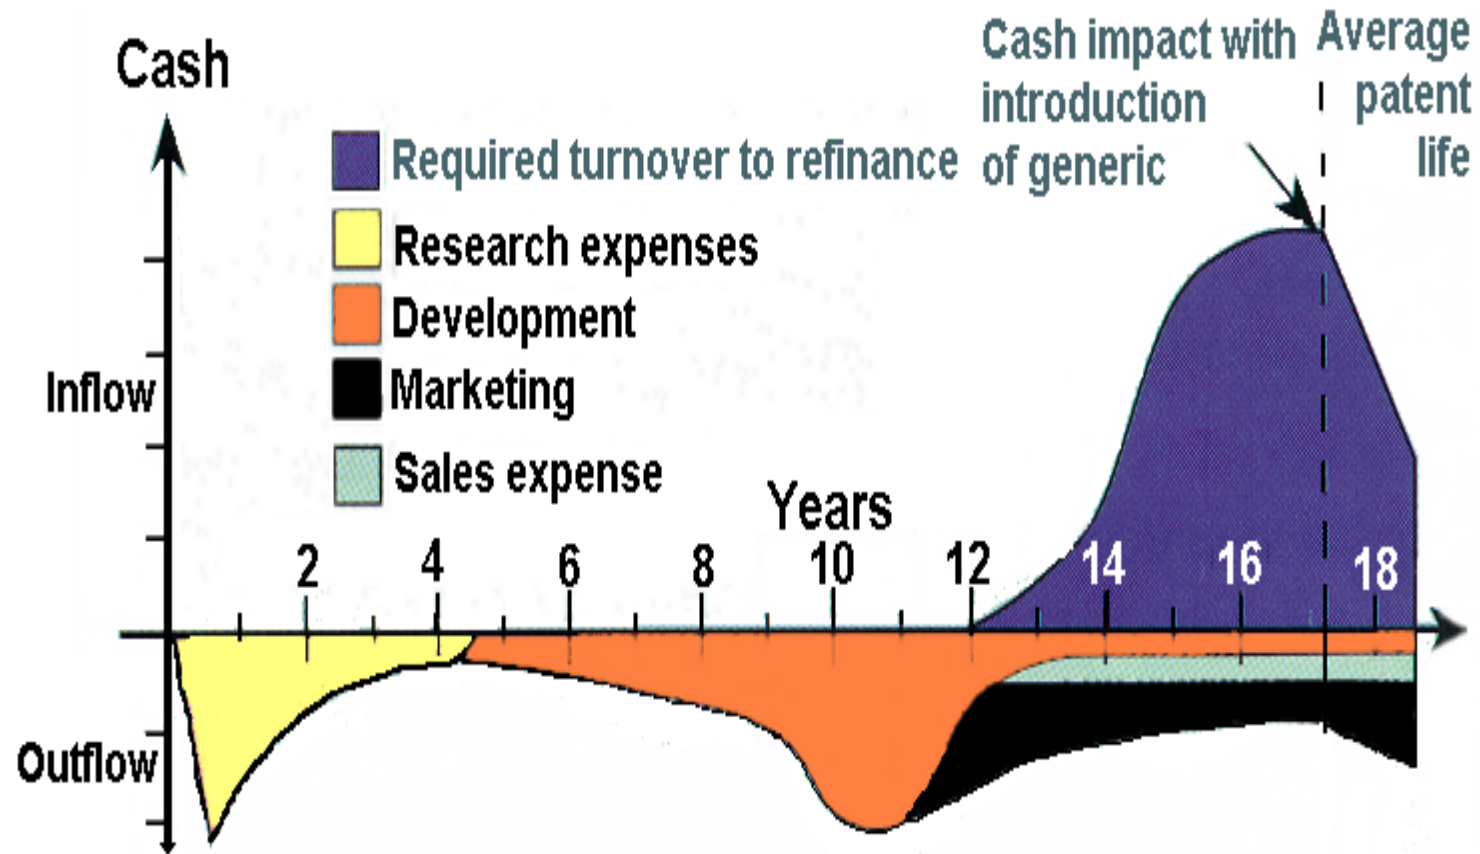 Cash
Cash impact with
introduction
of generic
Average
patent
life
Required turnover to refinance
Research expenses
Development
Marketing
Sales expense
Inflow
Outflow
Years
2 4 6 8 10 12 14 16 18